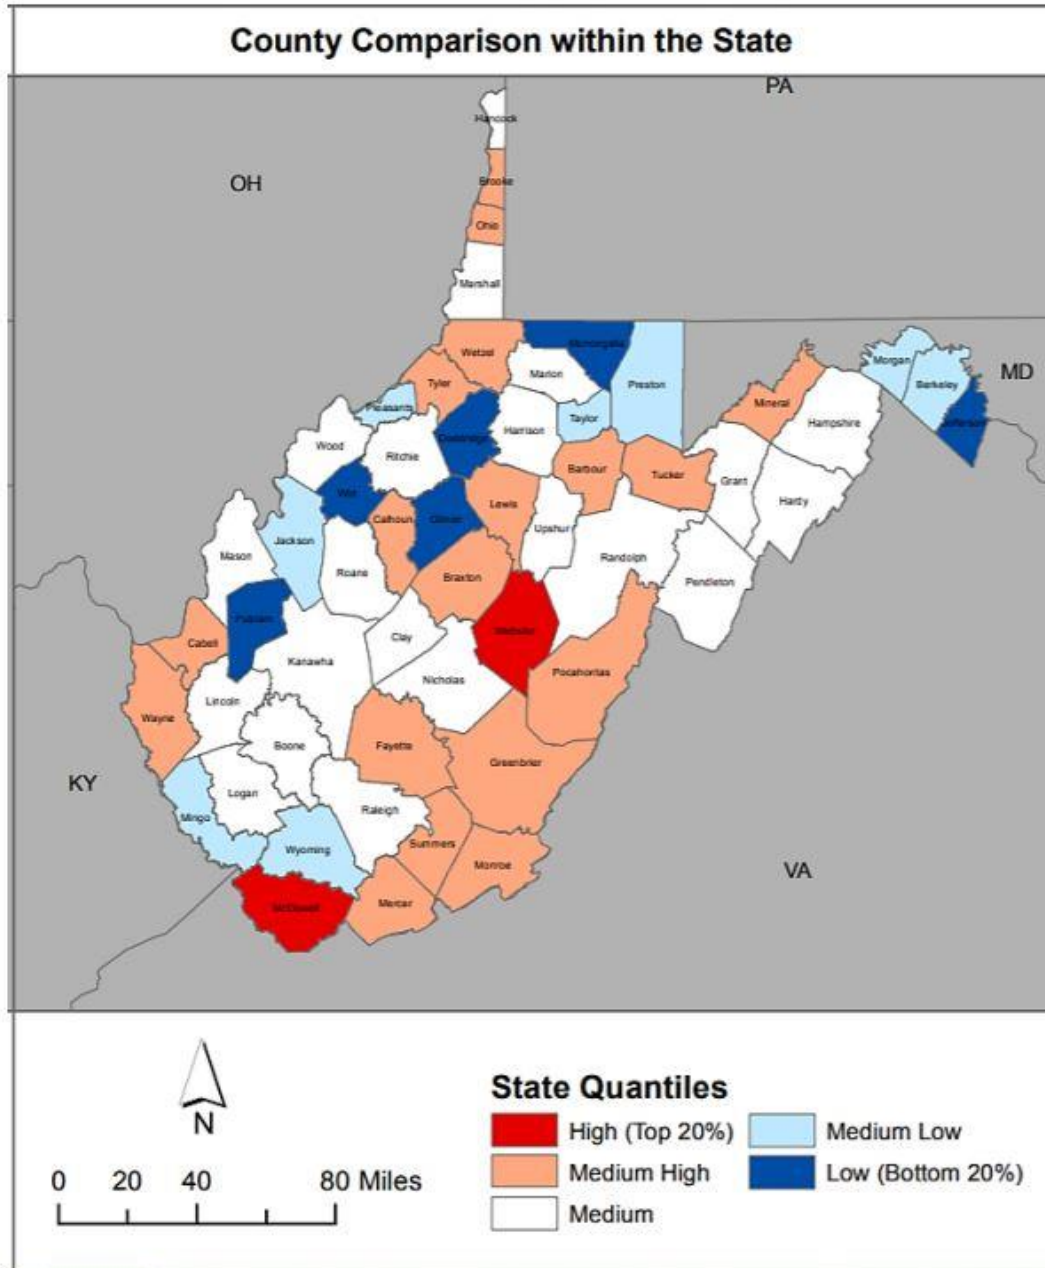 County Comparison within the State
PA
Hancock
OH
Brooke
Ohio
Marshall
Wetzel
Monongalia
Marion
Preston
Morgan
Berkeley
MD
Tyler
Pleasants
Taylor
Mineral
Jefferson
Hampshire
Wood
Doddridge
Harrison
Ritchie
Barbour
Tucker
Grant
Hardy
Wirt
Calhoun
Gilmer
Lewis
Upshur
Jackson
Mason
Roane
Braxton
Randolph
Pendleton
Putnam
Cabell
Clay
Webster
Kanawha
Nicholas
Pocahontas
Lincoln
Wayne
Boone
Fayette
Greenbrier
KY
Logan
Raleigh
Mingo
Wyoming
Summers
Monroe
VA
McDowell
Mercer
N
0 20 40 80 Miles
State Quantiles
High (Top 20%) Medium Low
Medium High Low (Bottom 20%)
Medium